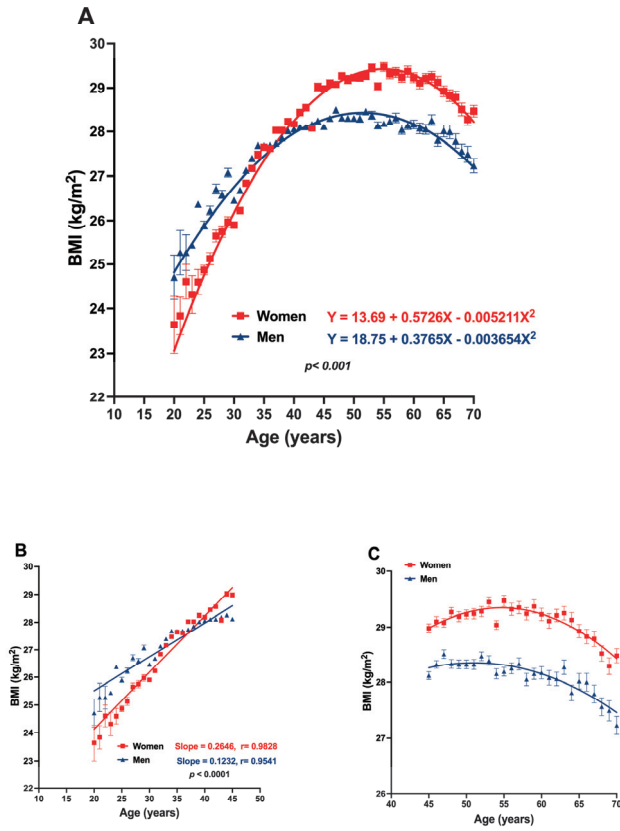 A
30
29
28
27
26
25
24
23
22
BMI (kg/m²)
Women Y = 13.69 + 0.5726X - 0.005211X²
Men Y = 18.75 + 0.3765X - 0.003654X²
p< 0.001
10 15 20 25 30 35 40 45 50 55 60 65 70
Age (years)
B
30
29
28
27
26
25
24
23
22
BMI (kg/m²)
Women Slope = 0.2646, r= 0.9828
Men Slope = 0.1232, r= 0.9541
p < 0.0001
10 20 30 40 50
Age (years)
C
Women
Men
30
29
28
27
26
BMI (kg/m²)
40 45 50 55 60 65 70
Age (years)